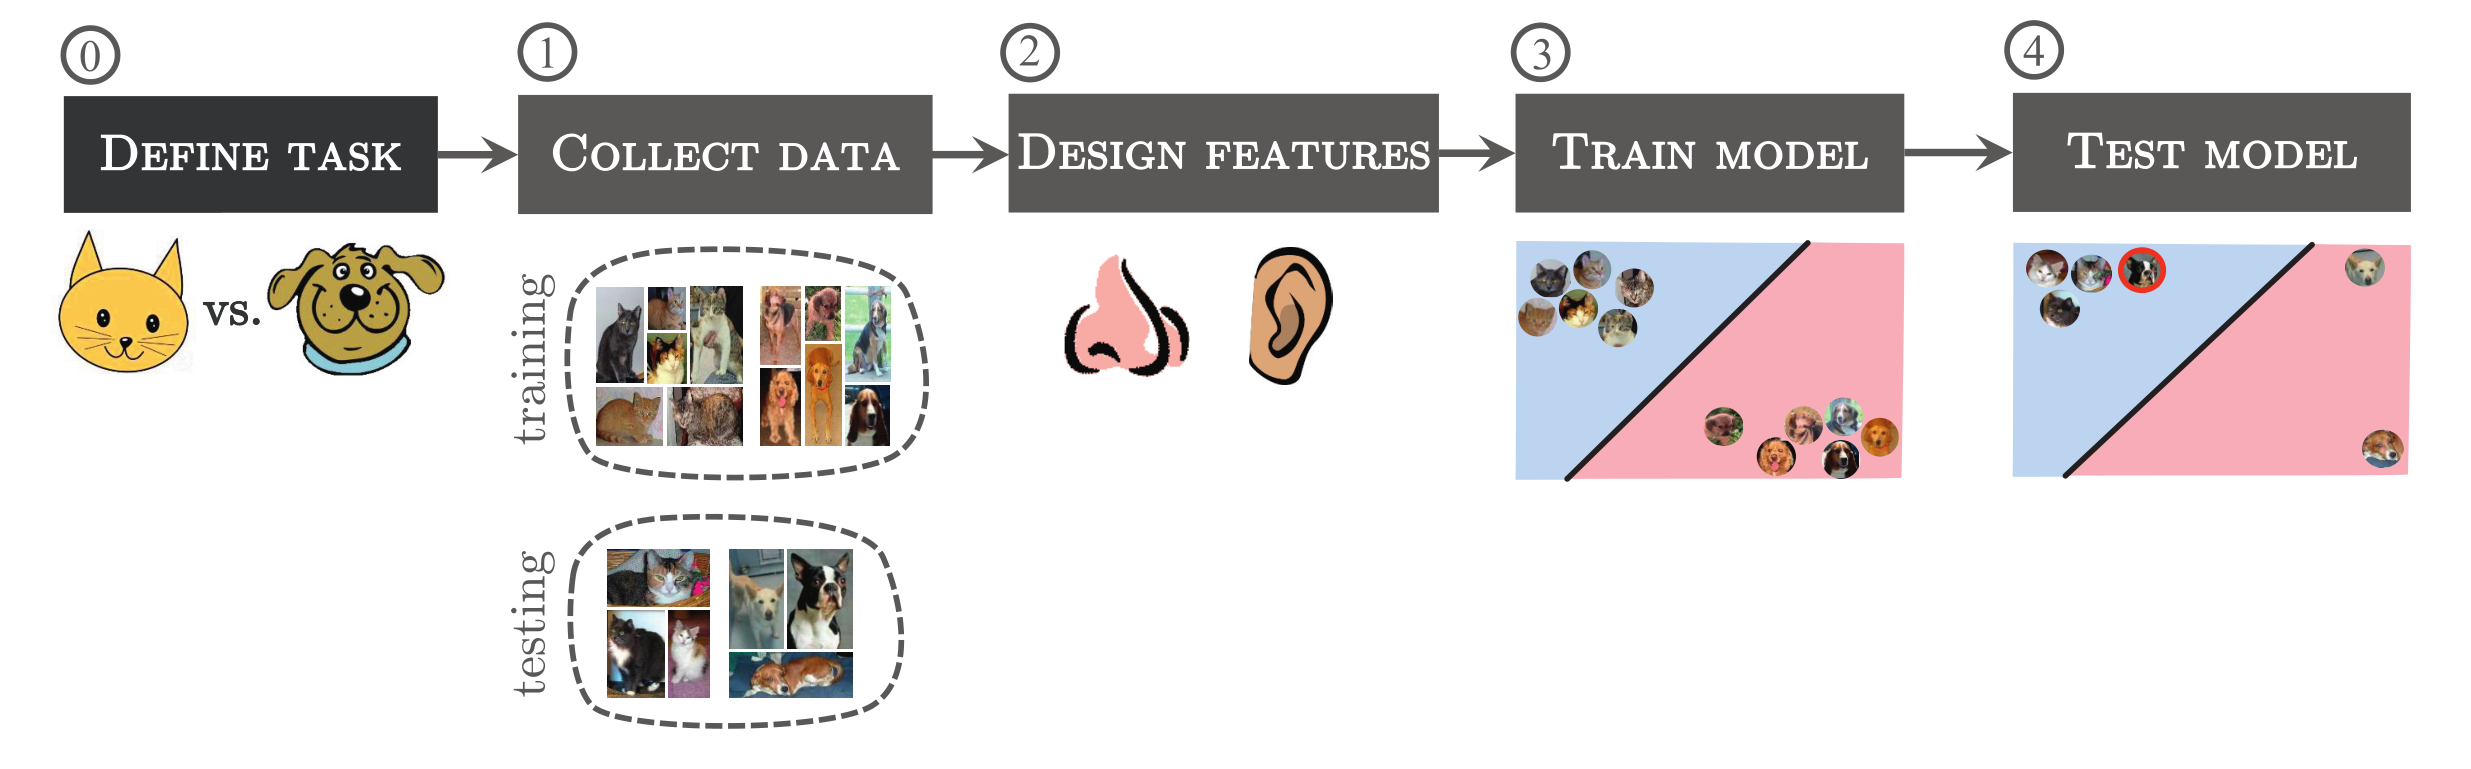 0
1
2
3
4
DEFINE TASK
COLLECT DATA
DESIGN FEATURES
TRAIN MODEL
TEST MODEL
vs.
training
testing